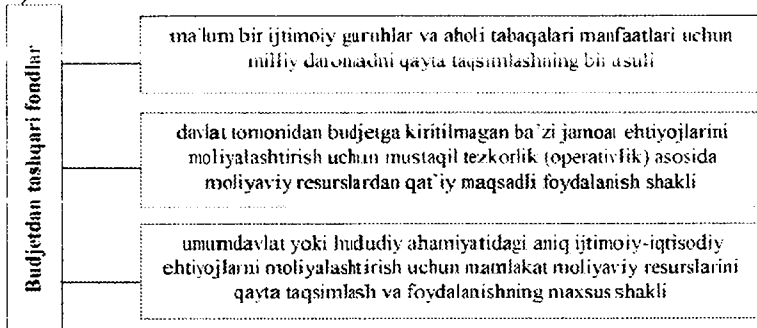 Budjetdan tashqari fondlar
ma'lum bir ijtimoiy guruhlar va aholi tabaqalari manfaatlari uchun
milliy daromadni qayta taqsimlashning bir usuli
davlat tomonidan budjetga kiritilmagan ba'zi jamoat ehtiyojlarini
moliyalashtirish uchun mustaqil tezkorlik (operativlik) asosida
moliyaviy resurslardan qat`iy maqsadli foydalanish shakli
umumdavlat yoki hududiy ahamiyatidagi aniq ijtimoiy-iqtisodiy
ehtiyojlarni moliyalashtirish uchun mamlakat moliyaviy resurslarini
qayta taqsimlash va foydalanishning maxsus shakli